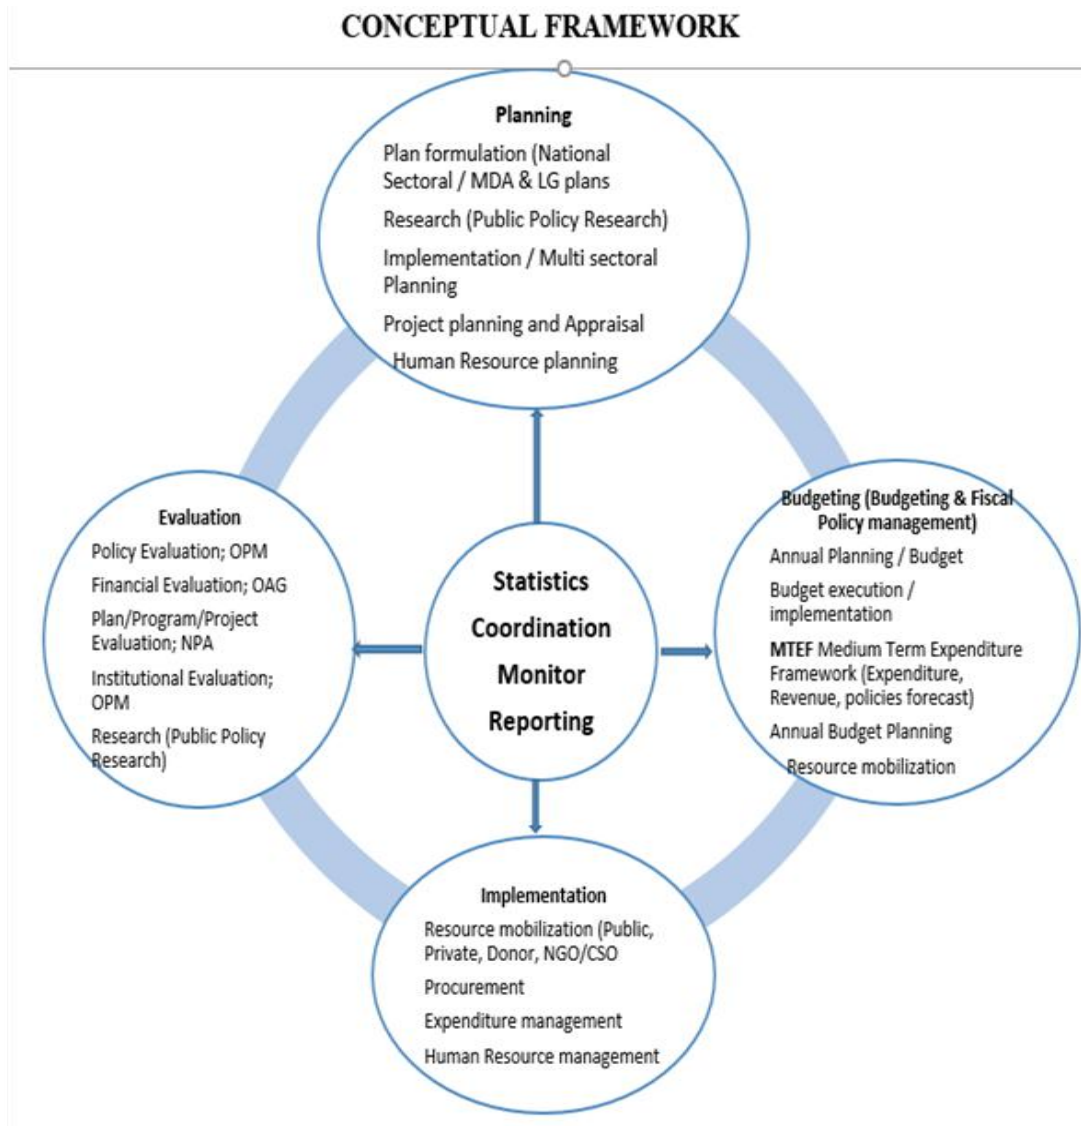 CONCEPTUAL FRAMEWORK
Planning
Plan formulation (National
Sectoral / MDA & LG plans
Research (Public Policy Research)
Implementation / Multi sectoral
Planning
Project planning and Appraisal
Human Resource planning
Evaluation
Policy Evaluation; OPM
Financial Evaluation; OAG
Plan/Program/Project
Evaluation; NPA
Institutional Evaluation;
OPM
Research (Public Policy
Research)
Statistics
Coordination
Monitor
Reporting
Budgeting (Budgeting & Fiscal
Policy management)
Annual Planning / Budget
Budget execution /
implementation
MTEF Medium Term Expenditure
Framework (Expenditure,
Revenue, policies forecast)
Annual Budget Planning
Resource mobilization
Implementation
Resource mobilization (Public,
Private, Donor, NGO/CSO
Procurement
Expenditure management
Human Resource management